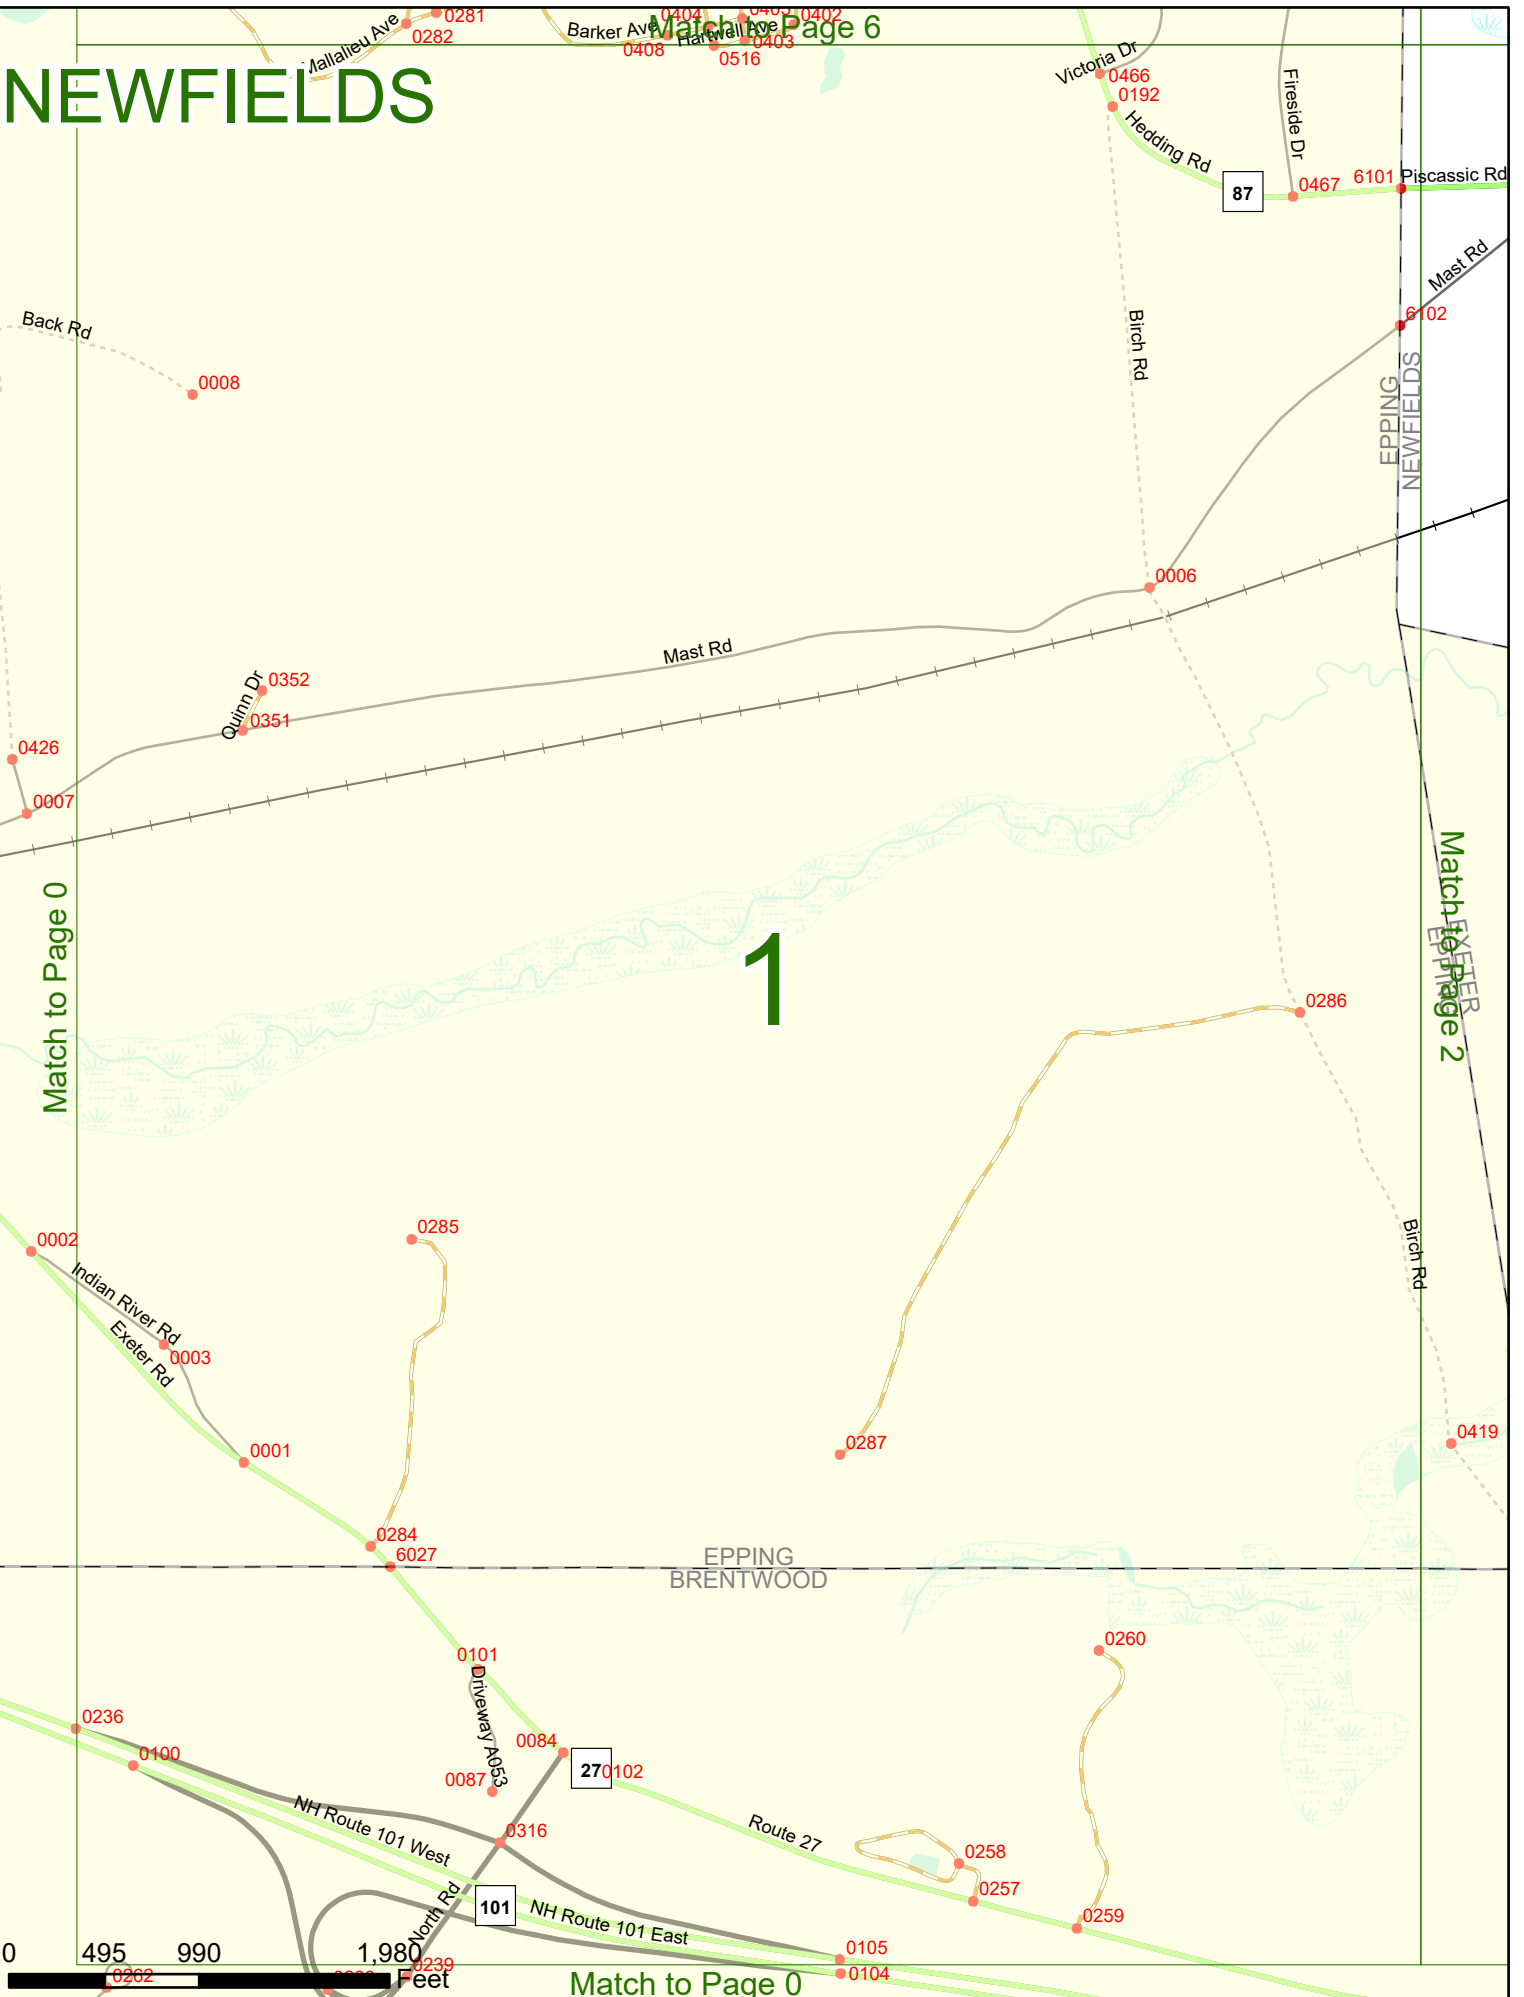 0281
0282
Mallalieu Ave
Barker Ave
0404
0402
0408
Hartwell Ave
0403
0516
Match to Page 6
NEWFIELDS
Victoria Dr
0466
0192
Hedding Rd
Fireside Dr
87
0467
6101
Piscassic Rd
Mast Rd
6102
Back Rd
0008
Birch Rd
EPPING
NEWFIELDS
0006
Mast Rd
Quinn Dr
0352
0351
0426
0007
Match to Page 0
1
Match to Page 2
EXETER
EPPING
0286
0285
0002
Indian River Rd
Exeter Rd
0003
0001
Birch Rd
0287
0419
0284
6027
EPPING
BRENTWOOD
0101
Driveway A053
0260
0236
0100
0084
27
0102
0087
0316
NH Route 101 West
Route 27
0258
0257
0259
North Rd
101
NH Route 101 East
0105
0104
0239
0262
0 495 990 1,980
Feet
Match to Page 0